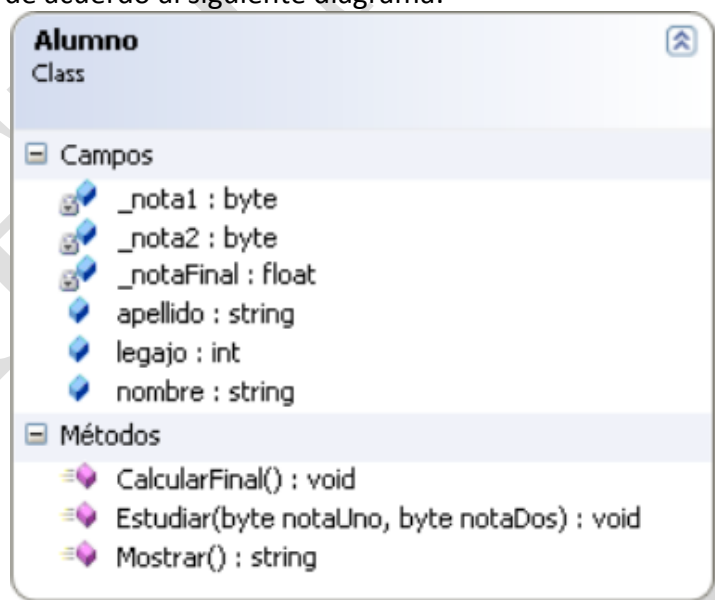 de acuerdo al siguiente diagrama:
Alumno
Class
Campos
_nota1 : byte
_nota2 : byte
_notaFinal : float
apellido : string
legajo : int
nombre : string
Métodos
CalcularFinal() : void
Estudiar(byte notaUno, byte notaDos) : void
Mostrar() : string